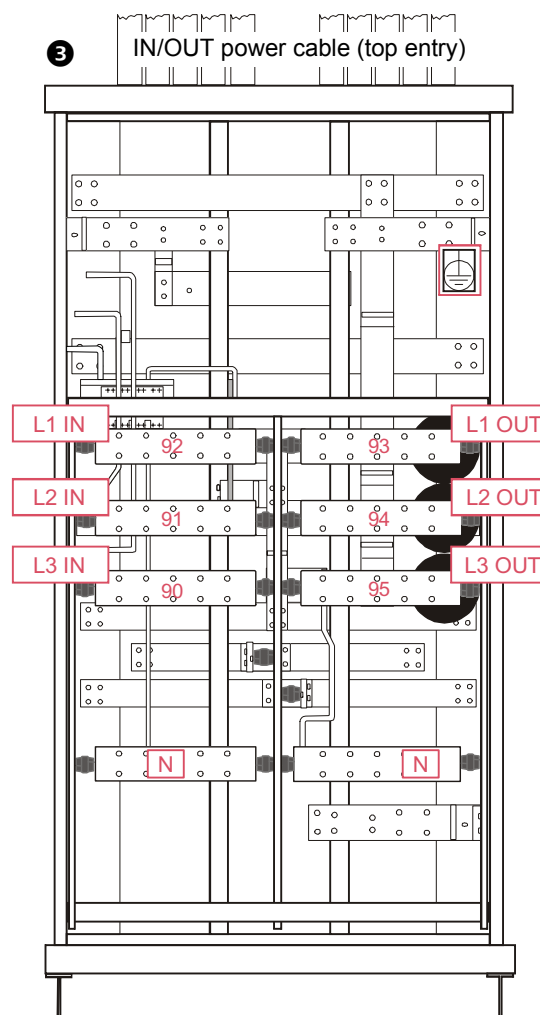 ❸ IN/OUT power cable (top entry)
L1 IN 92 93 L1 OUT
L2 IN 91 94 L2 OUT
L3 IN 90 95 L3 OUT
N N